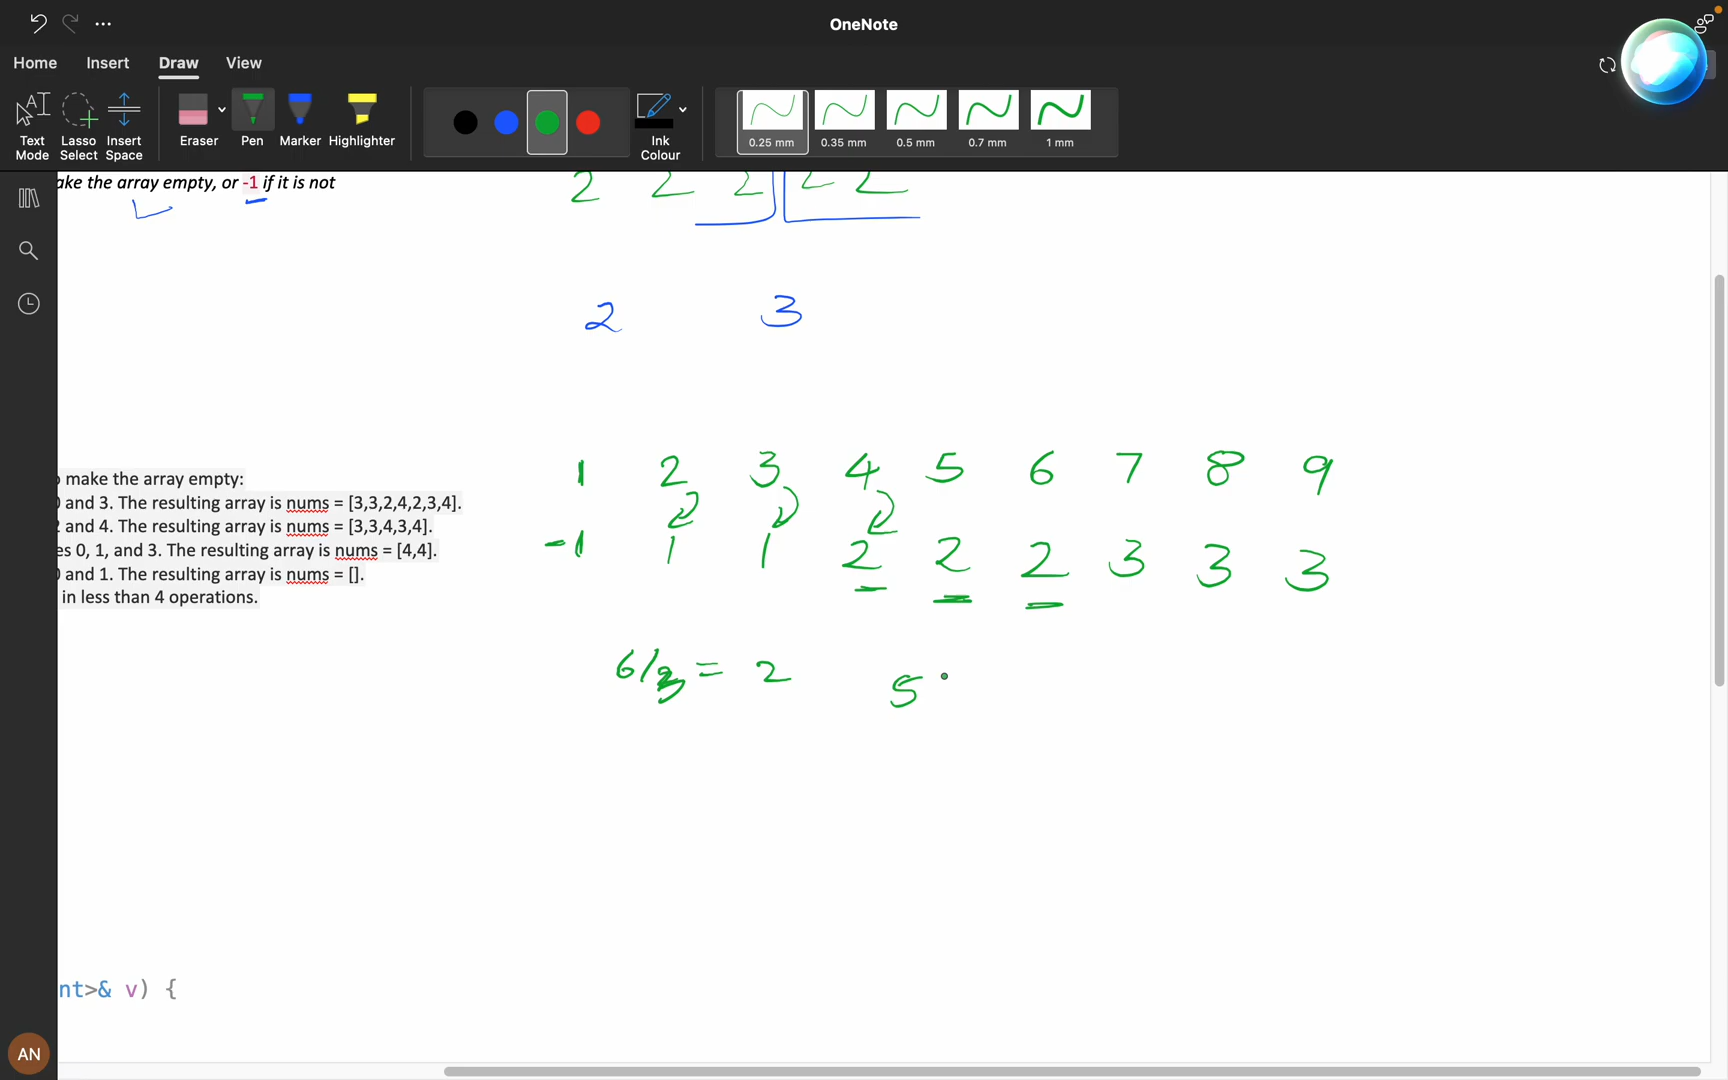 OneNote
Home Insert Draw View
Text Mode Lasso Select Insert Space Eraser Pen Marker Highlighter Ink Colour 0.25 mm 0.35 mm 0.5 mm 0.7 mm 1 mm
ake the array empty, or -1 if it is not
2 2 2 2 2
2 3
1 2 3 4 5 6 7 8 9
-1 1 1 2 2 2 3 3 3
o make the array empty:
0 and 3. The resulting array is nums = [3,3,2,4,2,3,4].
2 and 4. The resulting array is nums = [3,3,4,3,4].
es 0, 1, and 3. The resulting array is nums = [4,4].
0 and 1. The resulting array is nums = [].
in less than 4 operations.
6/3 = 2 5
nt>& v) {
AN